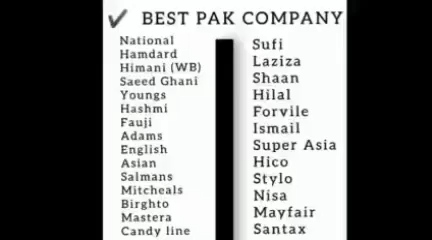 ✔ BEST PAK COMPANY
National
Hamdard
Himani (WB)
Saeed Ghani
Youngs
Hashmi
Fauji
Adams
English
Asian
Salmans
Mitcheals
Birghto
Mastera
Candy line
Sufi
Laziza
Shaan
Hilal
Forvile
Ismail
Super Asia
Hico
Stylo
Nisa
Mayfair
Santax